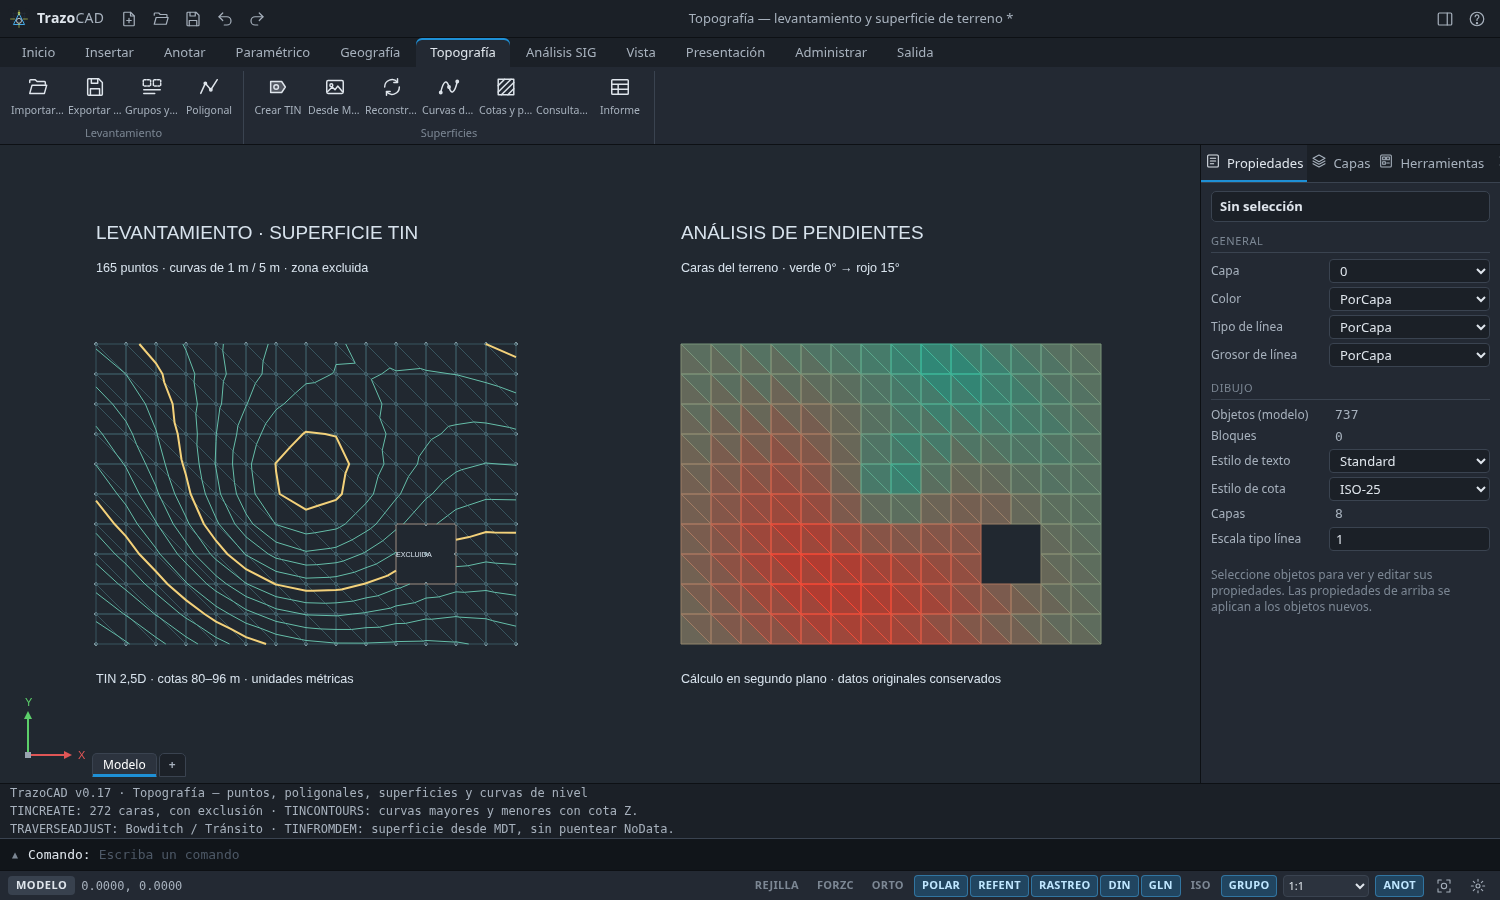 TrazoCAD
Topografía — levantamiento y superficie de terreno *
Inicio Insertar Anotar Paramétrico Geografía Topografía Análisis SIG Vista Presentación Administrar Salida
Importar... Exportar ... Grupos y... Poligonal Crear TIN Desde M... Reconstr... Curvas d... Cotas y p... Consulta... Informe
Levantamiento Superficies
Propiedades Capas Herramientas
Sin selección
GENERAL
Capa 0
Color PorCapa
Tipo de línea PorCapa
Grosor de línea PorCapa
DIBUJO
Objetos (modelo) 737
Bloques 0
Estilo de texto Standard
Estilo de cota ISO-25
Capas 8
Escala tipo línea 1
Seleccione objetos para ver y editar sus
propiedades. Las propiedades de arriba se
aplican a los objetos nuevos.
LEVANTAMIENTO · SUPERFICIE TIN
165 puntos · curvas de 1 m / 5 m · zona excluida
EXCLUIDA
TIN 2,5D · cotas 80–96 m · unidades métricas
ANÁLISIS DE PENDIENTES
Caras del terreno · verde 0° → rojo 15°
Cálculo en segundo plano · datos originales conservados
Y
X
Modelo +
TrazoCAD v0.17 · Topografía — puntos, poligonales, superficies y curvas de nivel
TINCREATE: 272 caras, con exclusión · TINCONTOURS: curvas mayores y menores con cota Z.
TRAVERSEADJUST: Bowditch / Tránsito · TINFROMDEM: superficie desde MDT, sin puentear NoData.
Comando: Escriba un comando
MODELO 0.0000, 0.0000 REJILLA FORZC ORTO POLAR REFENT RASTREO DIN GLN ISO GRUPO 1:1 ANOT